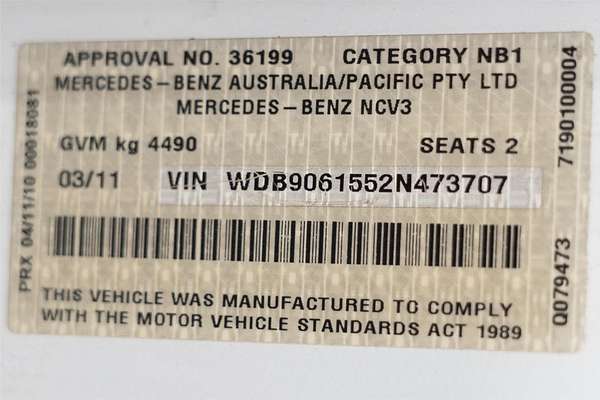 APPROVAL NO. 36199 CATEGORY NB1
MERCEDES-BENZ AUSTRALIA/PACIFIC PTY LTD
MERCEDES-BENZ NCV3
GVM kg 4490 SEATS 2
03/11 VIN WDB9061552N473707
THIS VEHICLE WAS MANUFACTURED TO COMPLY
WITH THE MOTOR VEHICLE STANDARDS ACT 1989
PRX 04/11/10 00018081
7190100004
Q079473